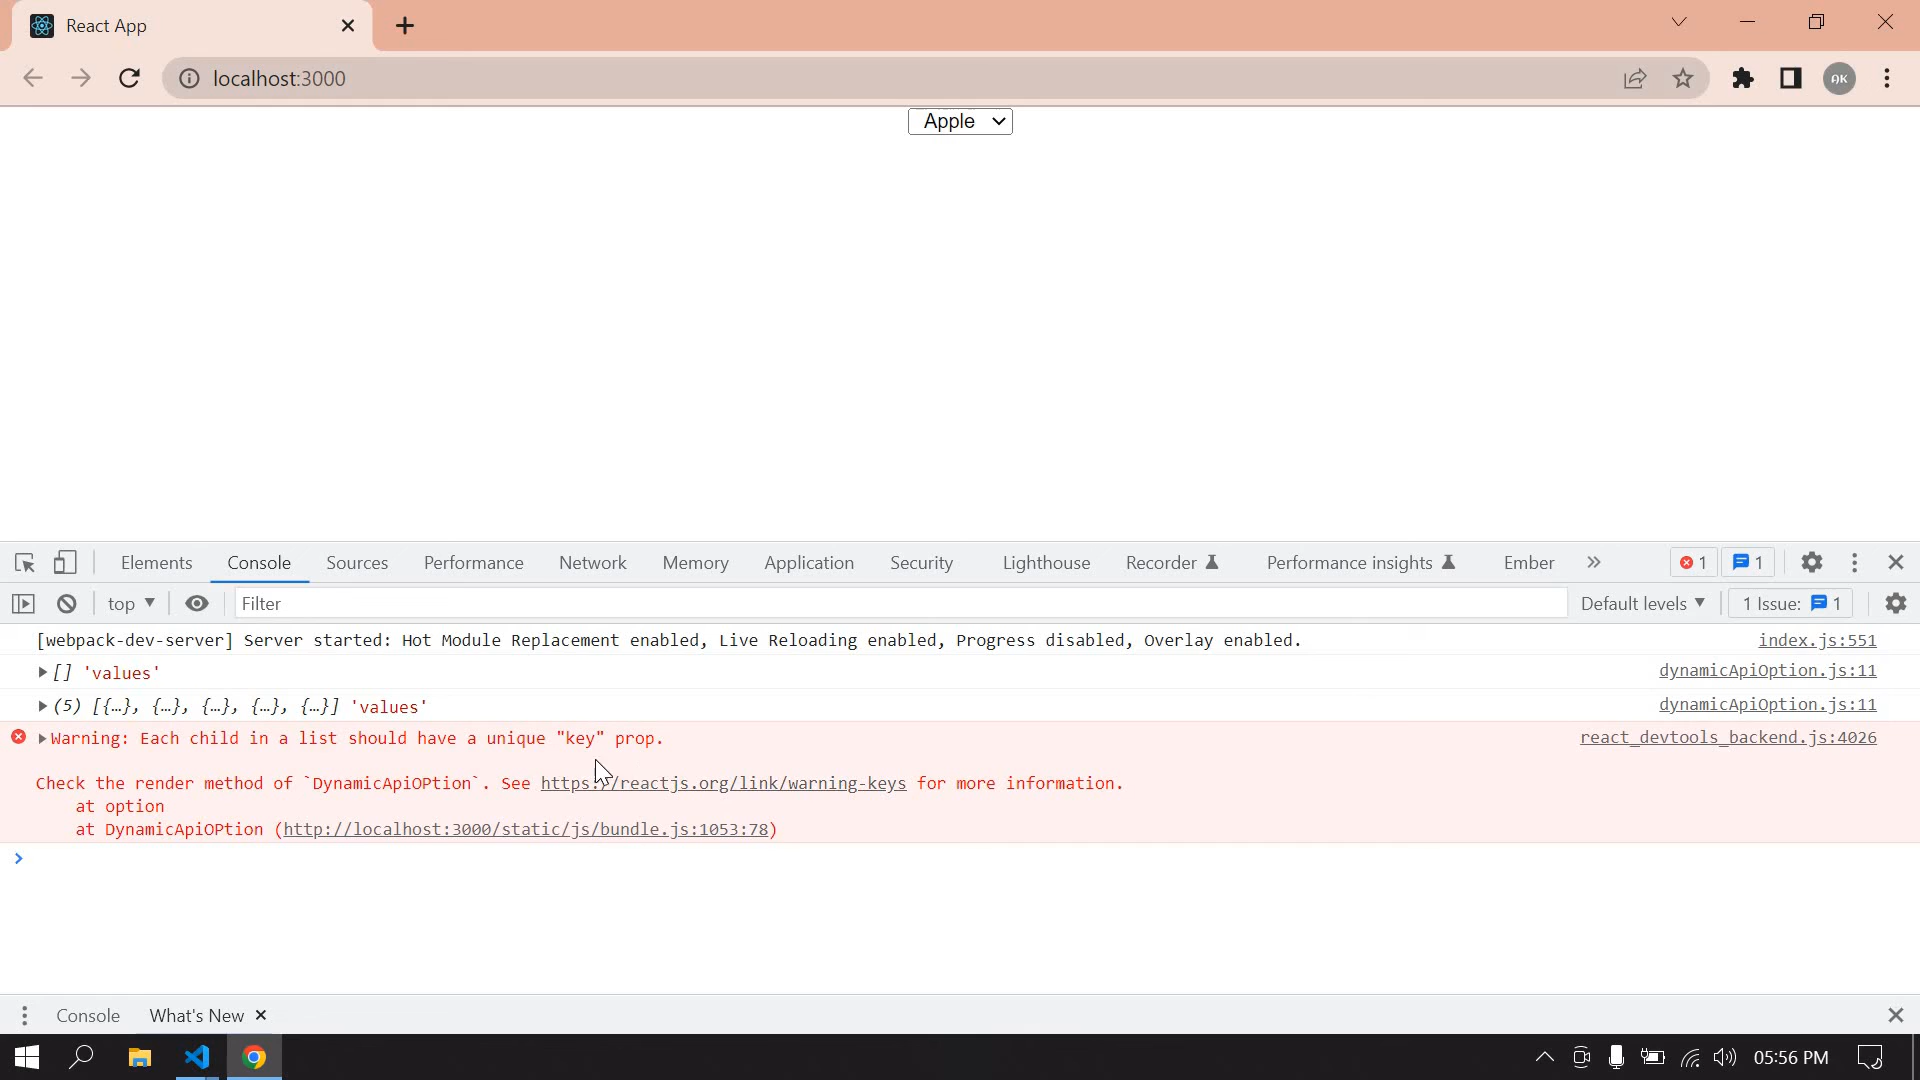 React App
localhost:3000
AK
Apple
Elements Console Sources Performance Network Memory Application Security Lighthouse Recorder Performance insights Ember 1 1
top Filter Default levels 1 Issue: 1
[webpack-dev-server] Server started: Hot Module Replacement enabled, Live Reloading enabled, Progress disabled, Overlay enabled. index.js:551
[] 'values' dynamicApiOption.js:11
(5) [{…}, {…}, {…}, {…}, {…}] 'values' dynamicApiOption.js:11
Warning: Each child in a list should have a unique "key" prop. react_devtools_backend.js:4026
Check the render method of `DynamicApiOPtion`. See https://reactjs.org/link/warning-keys for more information.
at option
at DynamicApiOPtion (http://localhost:3000/static/js/bundle.js:1053:78)
Console What's New
05:56 PM